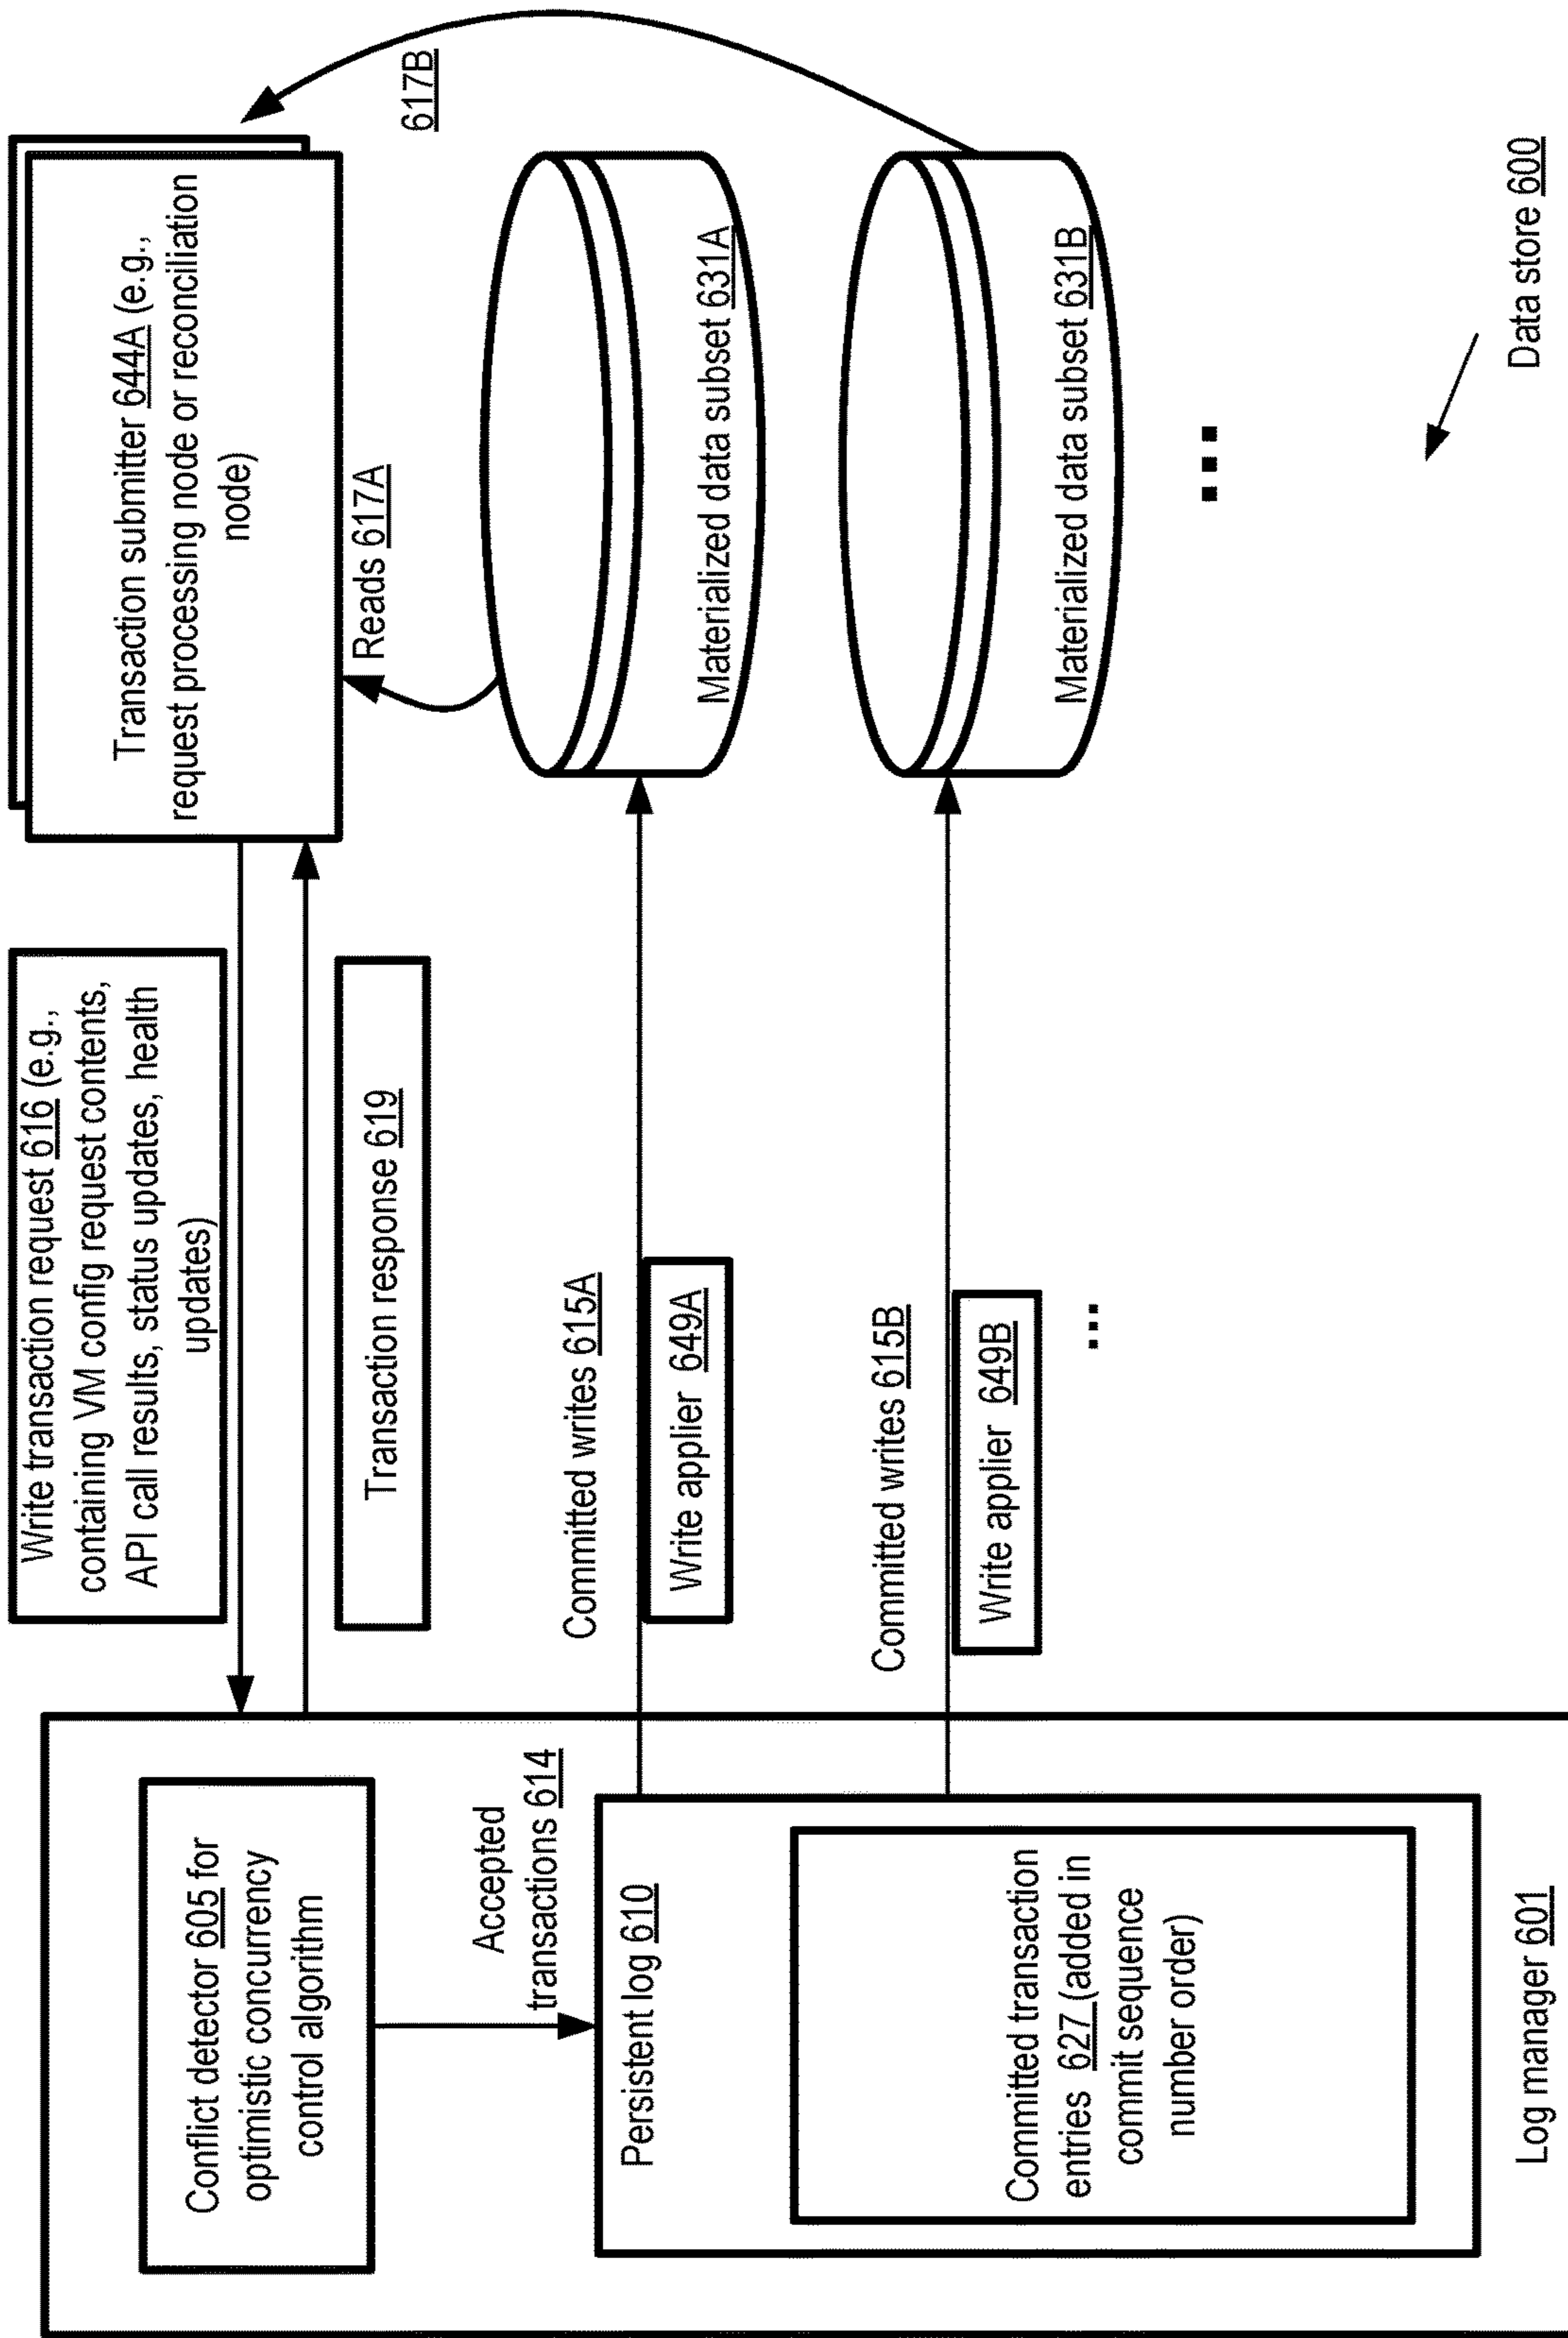 Conflict detector 605 for
optimistic concurrency
control algorithm
Accepted
transactions 614
Persistent log 610
Committed transaction
entries 627 (added in
commit sequence
number order)
Log manager 601
Write transaction request 616 (e.g.,
containing VM config request contents,
API call results, status updates, health
updates)
Transaction response 619
Committed writes 615A
Write applier 649A
Committed writes 615B
Write applier 649B
...
Transaction submitter 644A (e.g.,
request processing node or reconciliation
node)
Reads 617A
617B
Materialized data subset 631A
Materialized data subset 631B
...
Data store 600